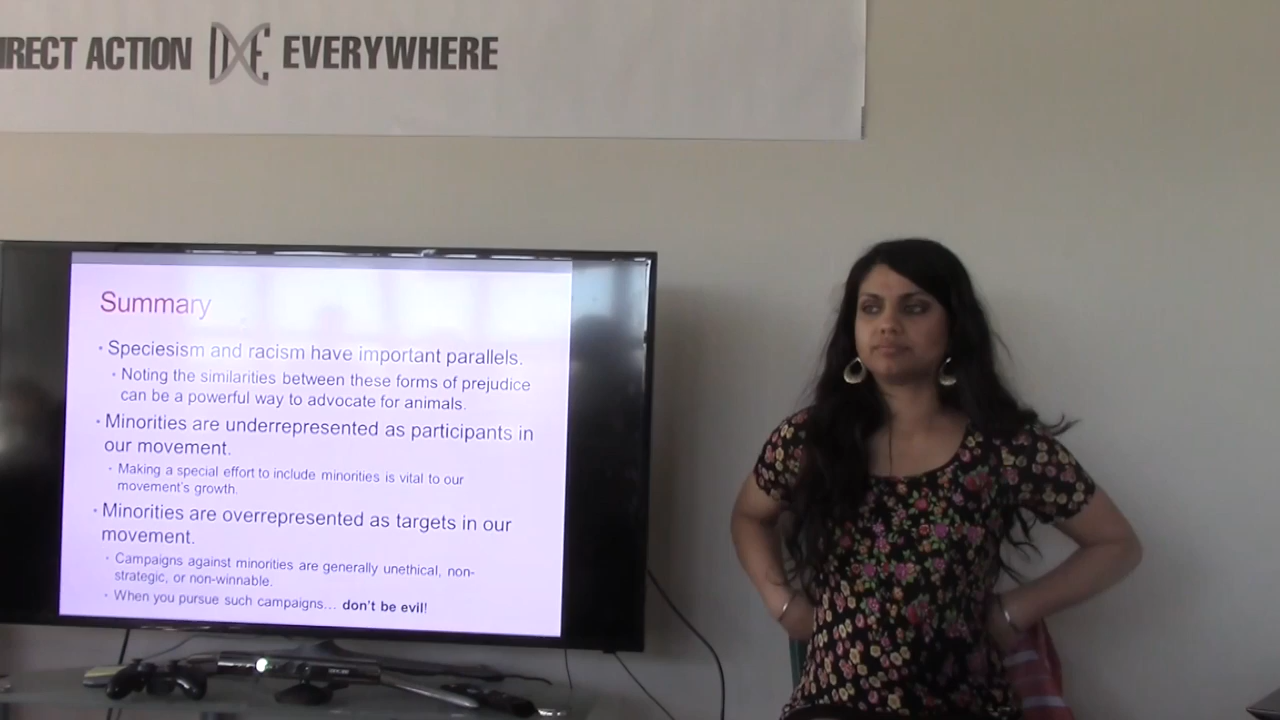 IRECT ACTION DXE EVERYWHERE
Summary
• Speciesism and racism have important parallels.
• Noting the similarities between these forms of prejudice
can be a powerful way to advocate for animals.
• Minorities are underrepresented as participants in
our movement.
• Making a special effort to include minorities is vital to our
movement's growth.
• Minorities are overrepresented as targets in our
movement.
• Campaigns against minorities are generally unethical, non-
strategic, or non-winnable.
• When you pursue such campaigns… don't be evil!